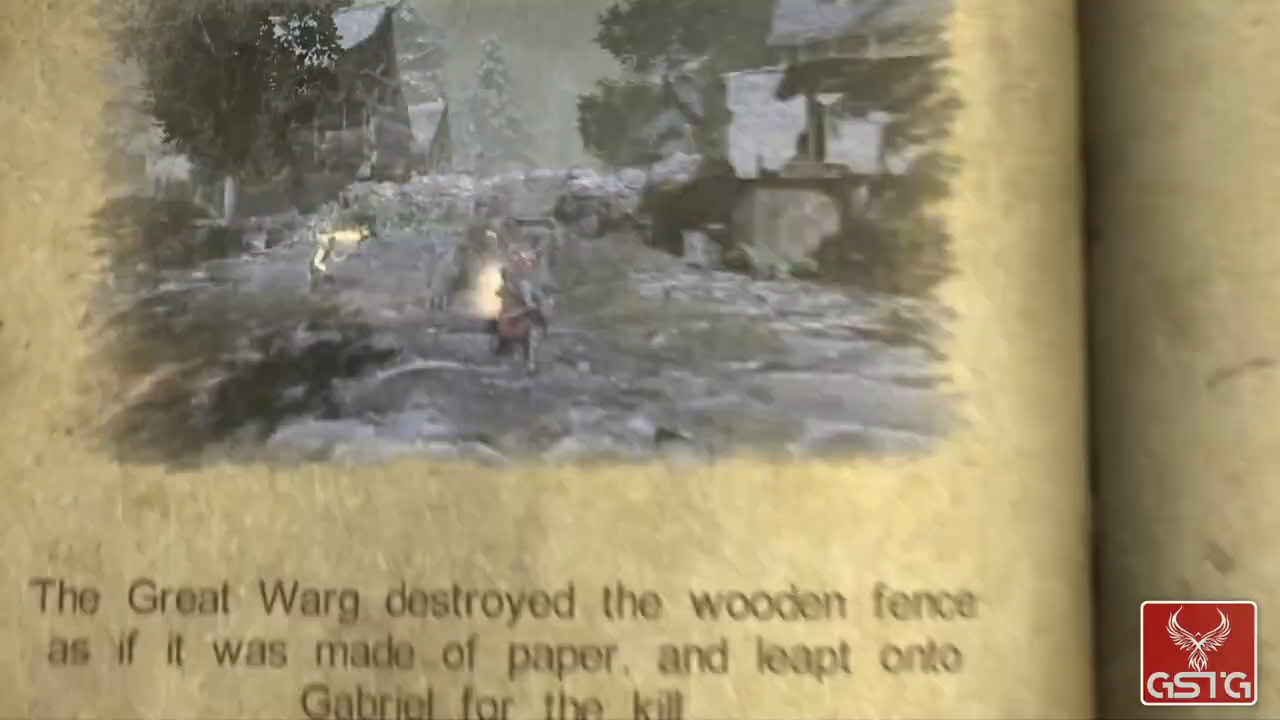 The Great Warg destroyed the wooden fence
as if it was made of paper, and leapt onto
Gabriel for the kill
GSTG